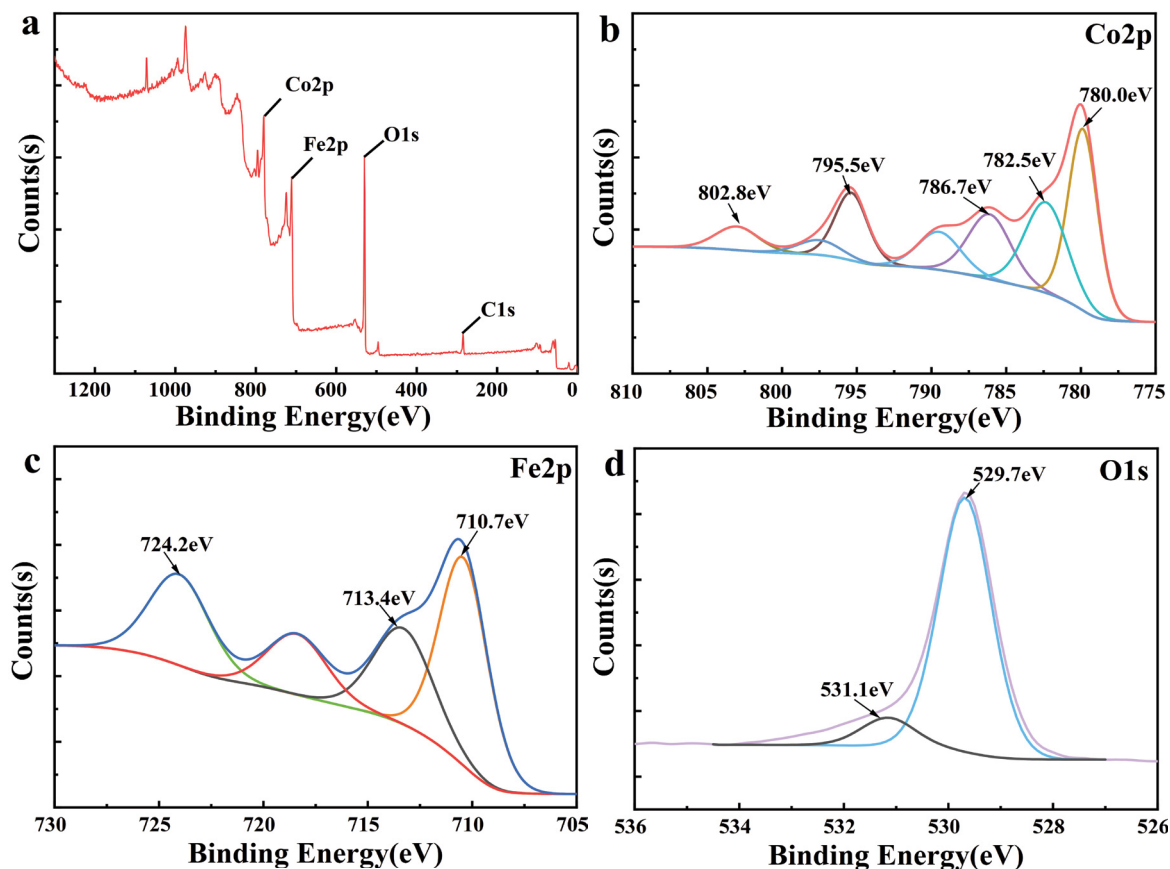 a
Co2p
Fe2p
O1s
C1s
Counts(s)
1200 1000 800 600 400 200 0
Binding Energy(eV)
b
Co2p
780.0eV
782.5eV
786.7eV
795.5eV
802.8eV
Counts(s)
810 805 800 795 790 785 780 775
Binding Energy(eV)
c
Fe2p
710.7eV
724.2eV
713.4eV
Counts(s)
730 725 720 715 710 705
Binding Energy(eV)
d
O1s
529.7eV
531.1eV
Counts(s)
536 534 532 530 528 526
Binding Energy(eV)